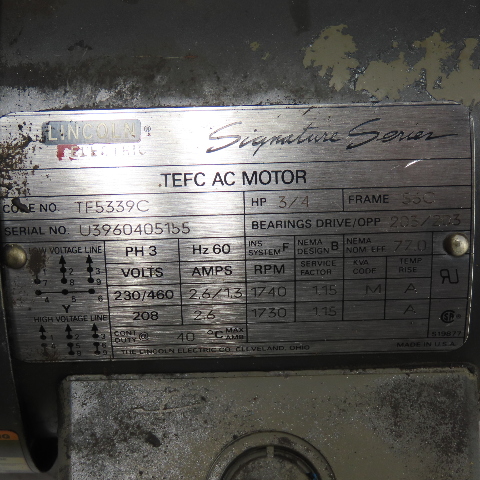 LINCOLN ®
ELECTRIC
Signature Series
TEFC AC MOTOR
CODE NO. TF5339C HP 3/4 FRAME
SERIAL NO. U3960405155 BEARINGS DRIVE/OPP 203/203
LOW VOLTAGE LINE PH 3 Hz 60 INS SYSTEM F NEMA DESIGN B NEMA NOM EFF 72.0
VOLTS AMPS RPM SERVICE FACTOR KVA CODE TEMP RISE
230/460 2.6/1.3 1740 1.15 M A
HIGH VOLTAGE LINE 208 2.6 1730 1.15 A
CONT DUTY@ 40 °C MAX AMB
THE LINCOLN ELECTRIC CO. CLEVELAND, OHIO MADE IN U.S.A.